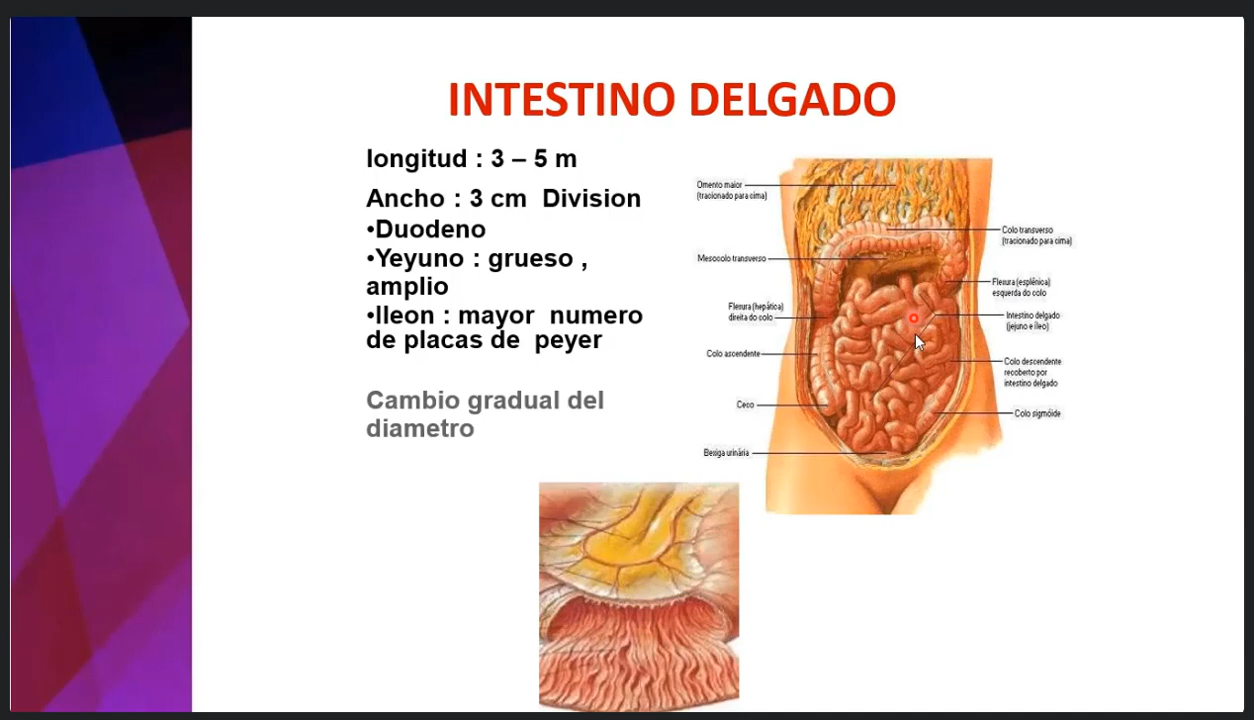 INTESTINO DELGADO
longitud : 3 – 5 m
Ancho : 3 cm  Division
•Duodeno
•Yeyuno : grueso ,
amplio
•Ileon : mayor  numero
de placas de  peyer
Cambio gradual del
diametro
Omento maior
(tracionado para cima)
Mesocolo transverso
Flexura (hepática)
direita do colo
Colo ascendente
Ceco
Bexiga urinária
Colo transverso
(tracionado para cima)
Flexura (esplênica)
esquerda do colo
Intestino delgado
(jejuno e íleo)
Colo descendente
recoberto por
intestino delgado
Colo sigmóide